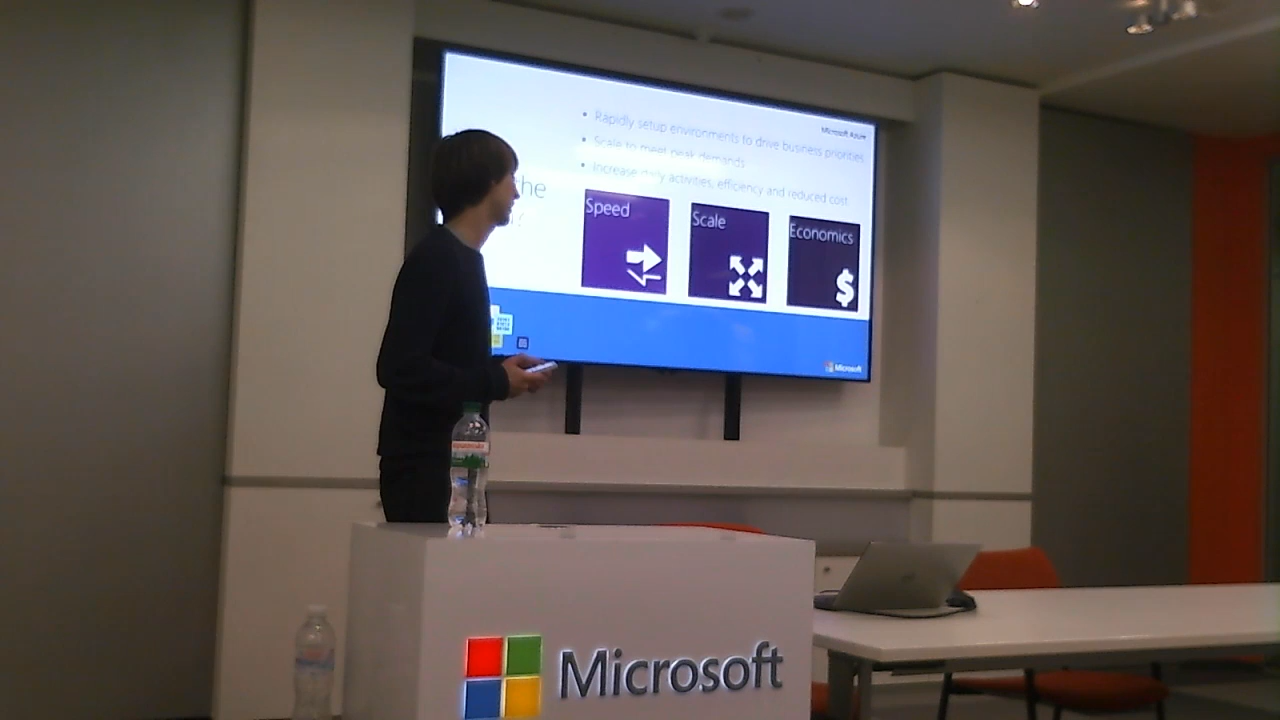 Microsoft Azure
• Rapidly setup environments to drive business priorities
• Scale to meet peak demands
• Increase daily activities, efficiency and reduced cost
the
?
Speed
Scale
Economics
$
Microsoft
Microsoft